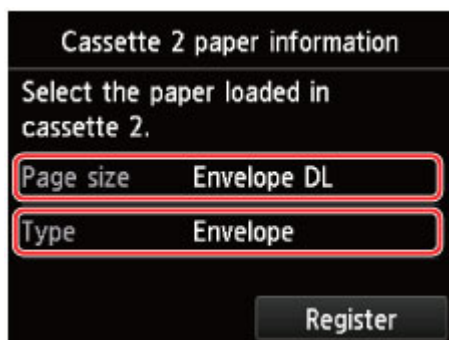 Cassette 2 paper information
Select the paper loaded in
cassette 2.
Page size Envelope DL
Type Envelope
Register